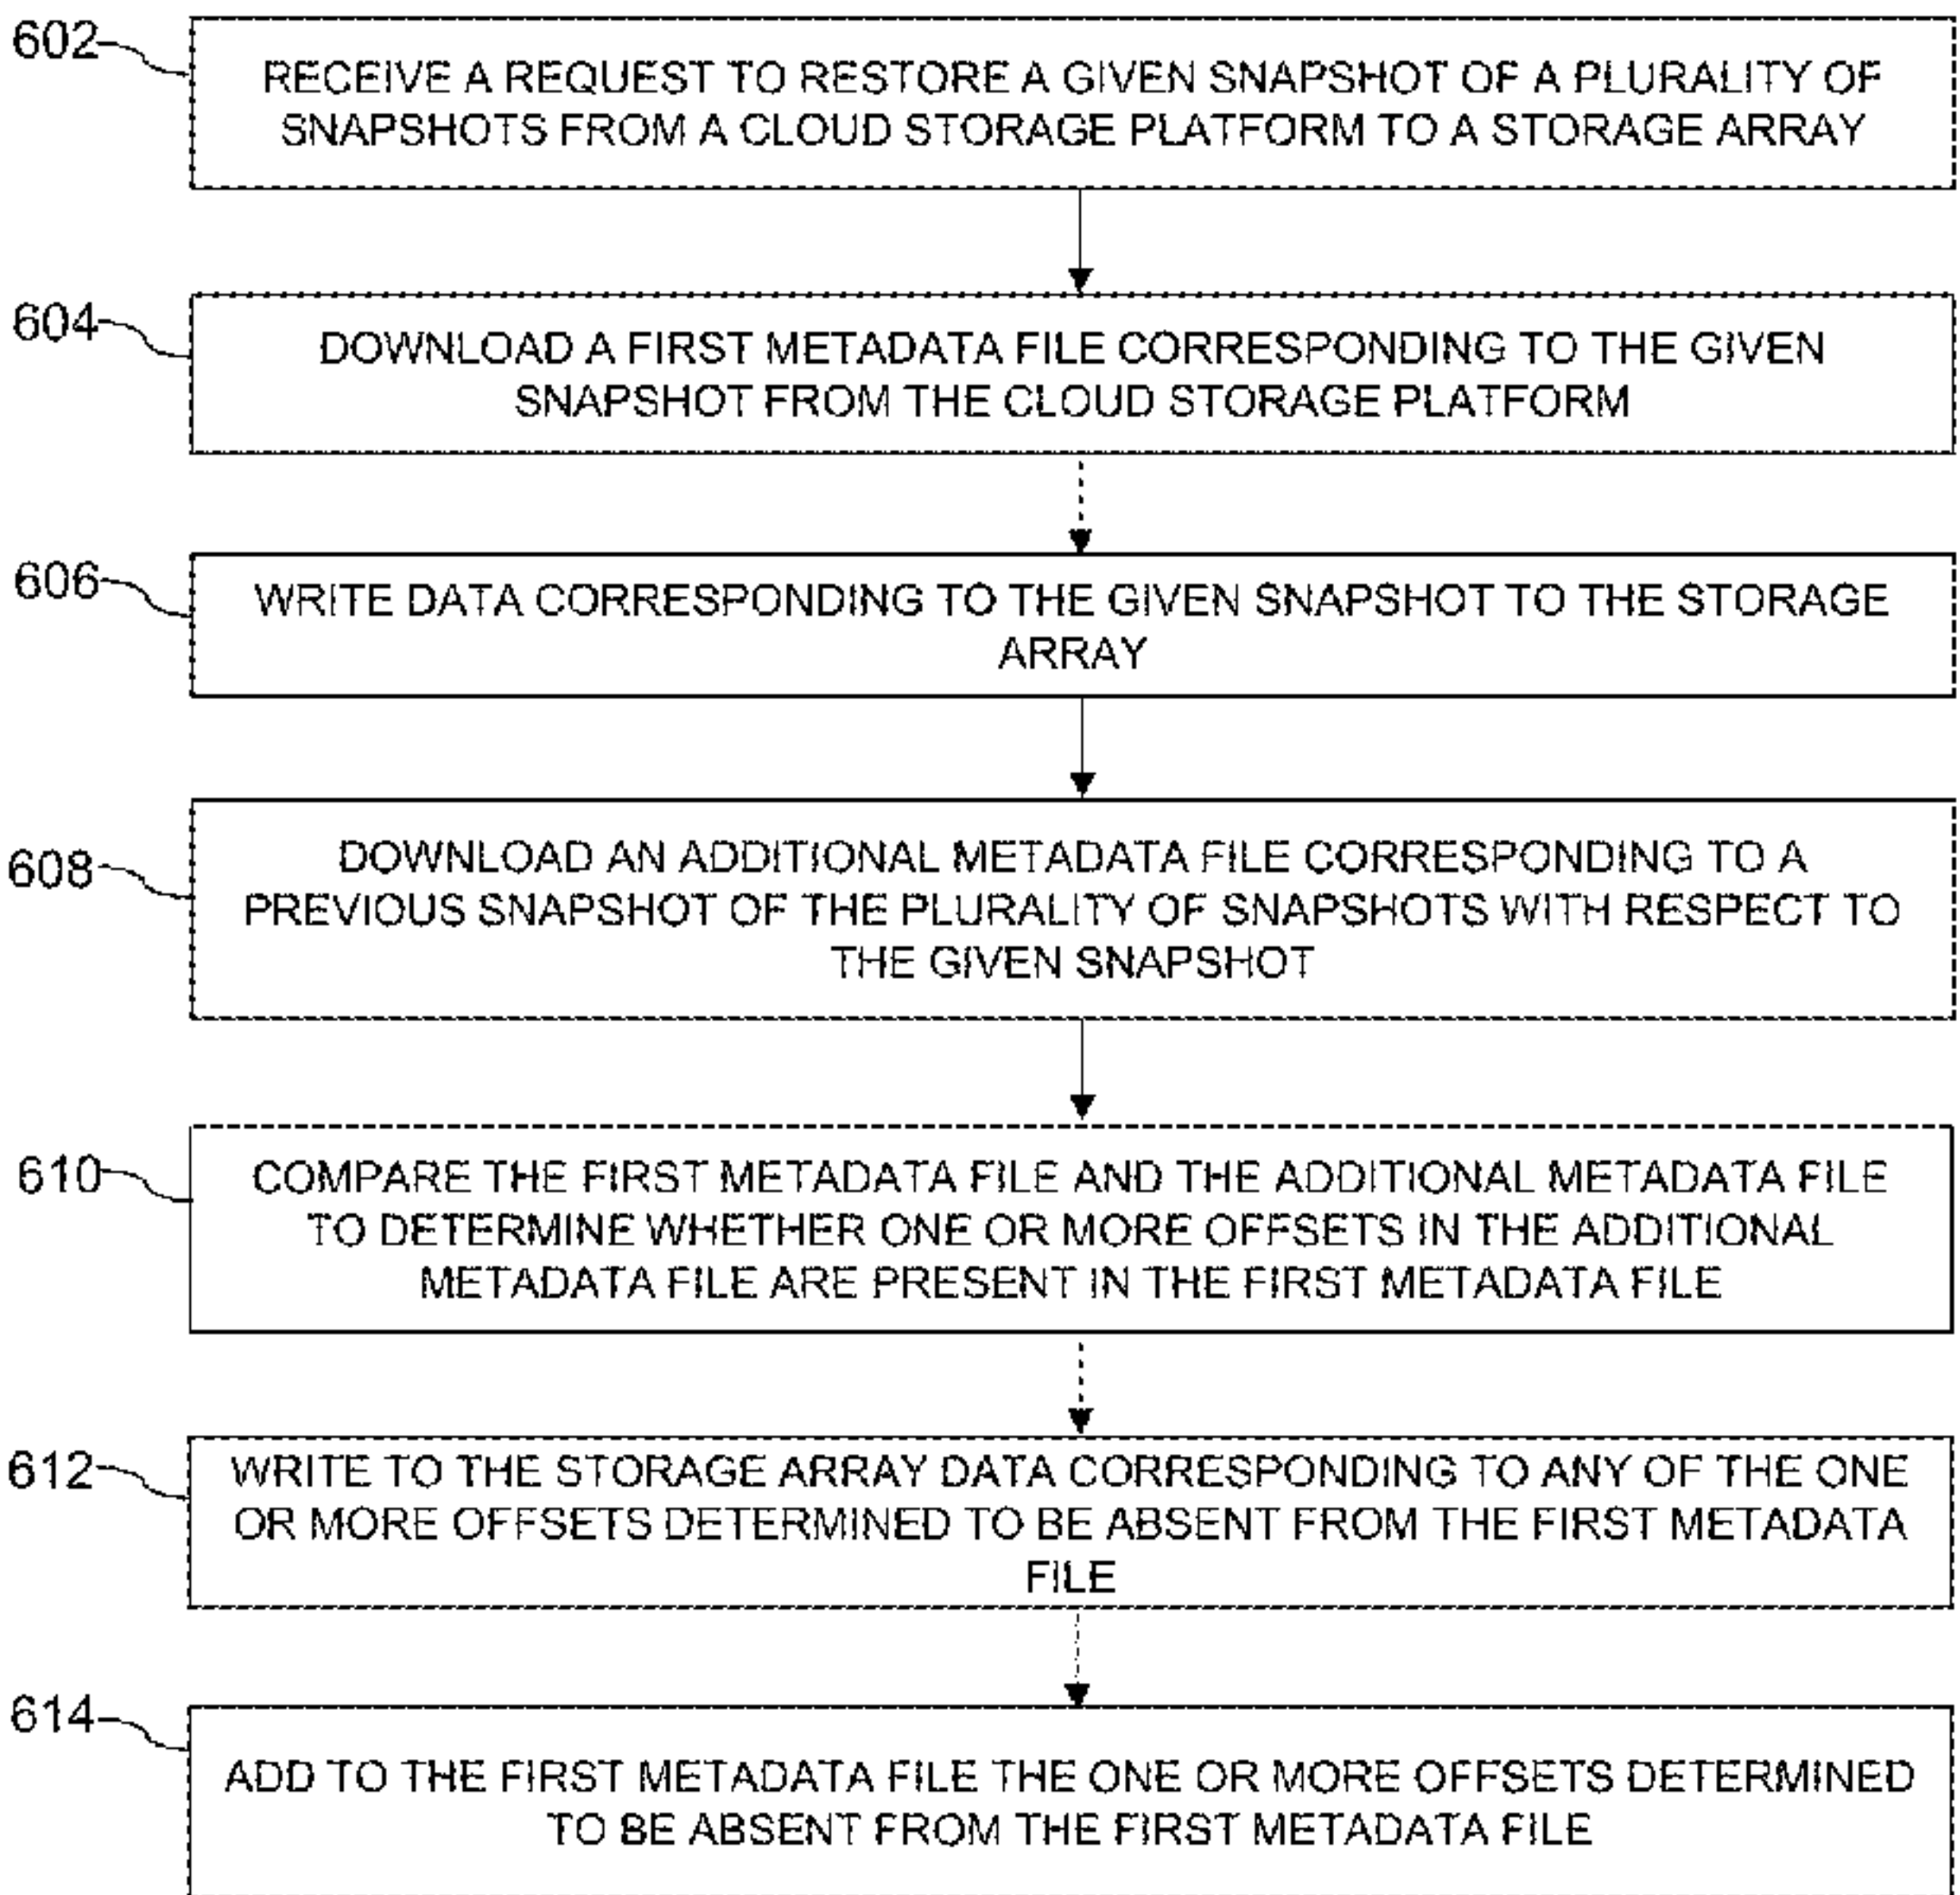 602
RECEIVE A REQUEST TO RESTORE A GIVEN SNAPSHOT OF A PLURALITY OF
SNAPSHOTS FROM A CLOUD STORAGE PLATFORM TO A STORAGE ARRAY
604
DOWNLOAD A FIRST METADATA FILE CORRESPONDING TO THE GIVEN
SNAPSHOT FROM THE CLOUD STORAGE PLATFORM
606
WRITE DATA CORRESPONDING TO THE GIVEN SNAPSHOT TO THE STORAGE
ARRAY
608
DOWNLOAD AN ADDITIONAL METADATA FILE CORRESPONDING TO A
PREVIOUS SNAPSHOT OF THE PLURALITY OF SNAPSHOTS WITH RESPECT TO
THE GIVEN SNAPSHOT
610
COMPARE THE FIRST METADATA FILE AND THE ADDITIONAL METADATA FILE
TO DETERMINE WHETHER ONE OR MORE OFFSETS IN THE ADDITIONAL
METADATA FILE ARE PRESENT IN THE FIRST METADATA FILE
612
WRITE TO THE STORAGE ARRAY DATA CORRESPONDING TO ANY OF THE ONE
OR MORE OFFSETS DETERMINED TO BE ABSENT FROM THE FIRST METADATA
FILE
614
ADD TO THE FIRST METADATA FILE THE ONE OR MORE OFFSETS DETERMINED
TO BE ABSENT FROM THE FIRST METADATA FILE